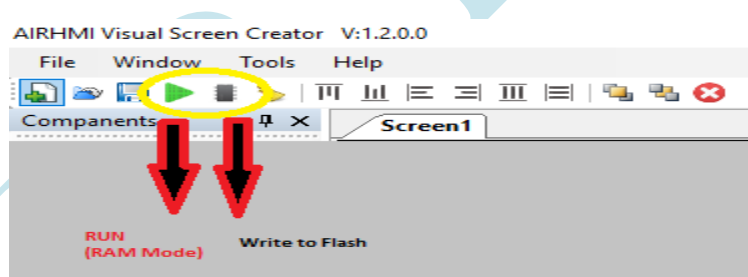 AIRHMI Visual Screen Creator V:1.2.0.0
File Window Tools Help
Companents
Screen1
RUN
(RAM Mode)
Write to Flash